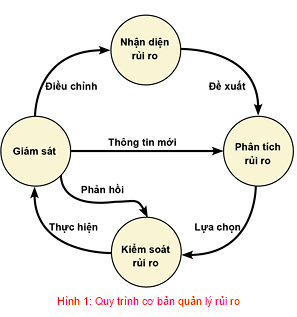 Nhận diện
rủi ro
Điều chỉnh
Đề xuất
Thông tin mới
Giám sát
Phân tích
rủi ro
Phản hồi
Thực hiện
Lựa chọn
Kiểm soát
rủi ro
Hình 1: Quy trình cơ bản quản lý rủi ro